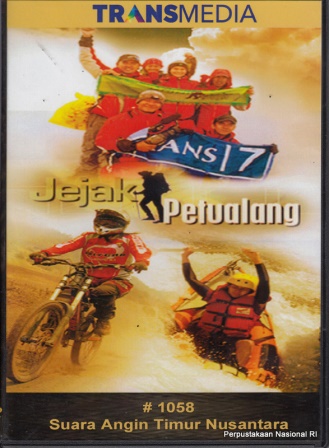 TRANSMEDIA
ANS|7
Jejak
Petualang
# 1058
Suara Angin Timur Nusantara
Perpustakaan Nasional RI